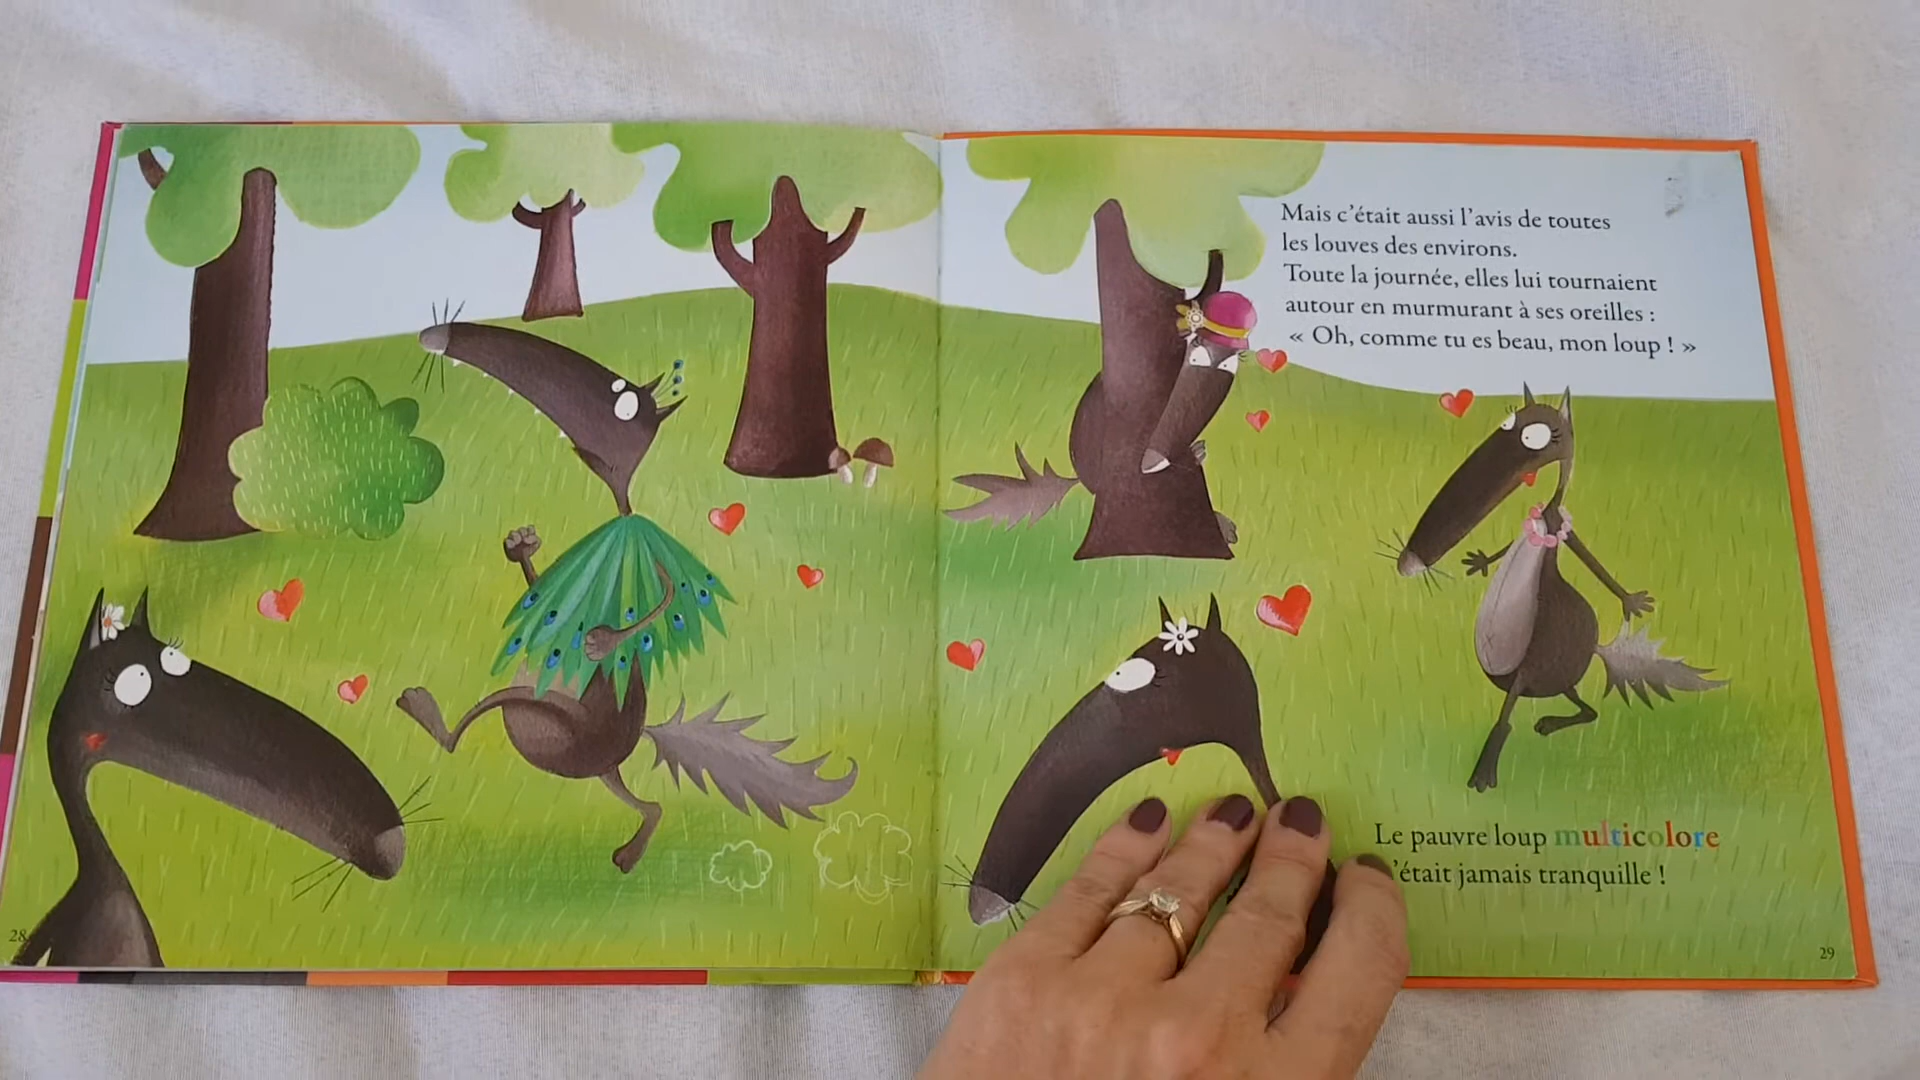 Mais c'était aussi l'avis de toutes
les louves des environs.
Toute la journée, elles lui tournaient
autour en murmurant à ses oreilles :
« Oh, comme tu es beau, mon loup ! »
Le pauvre loup multicolore
'était jamais tranquille !
28
29